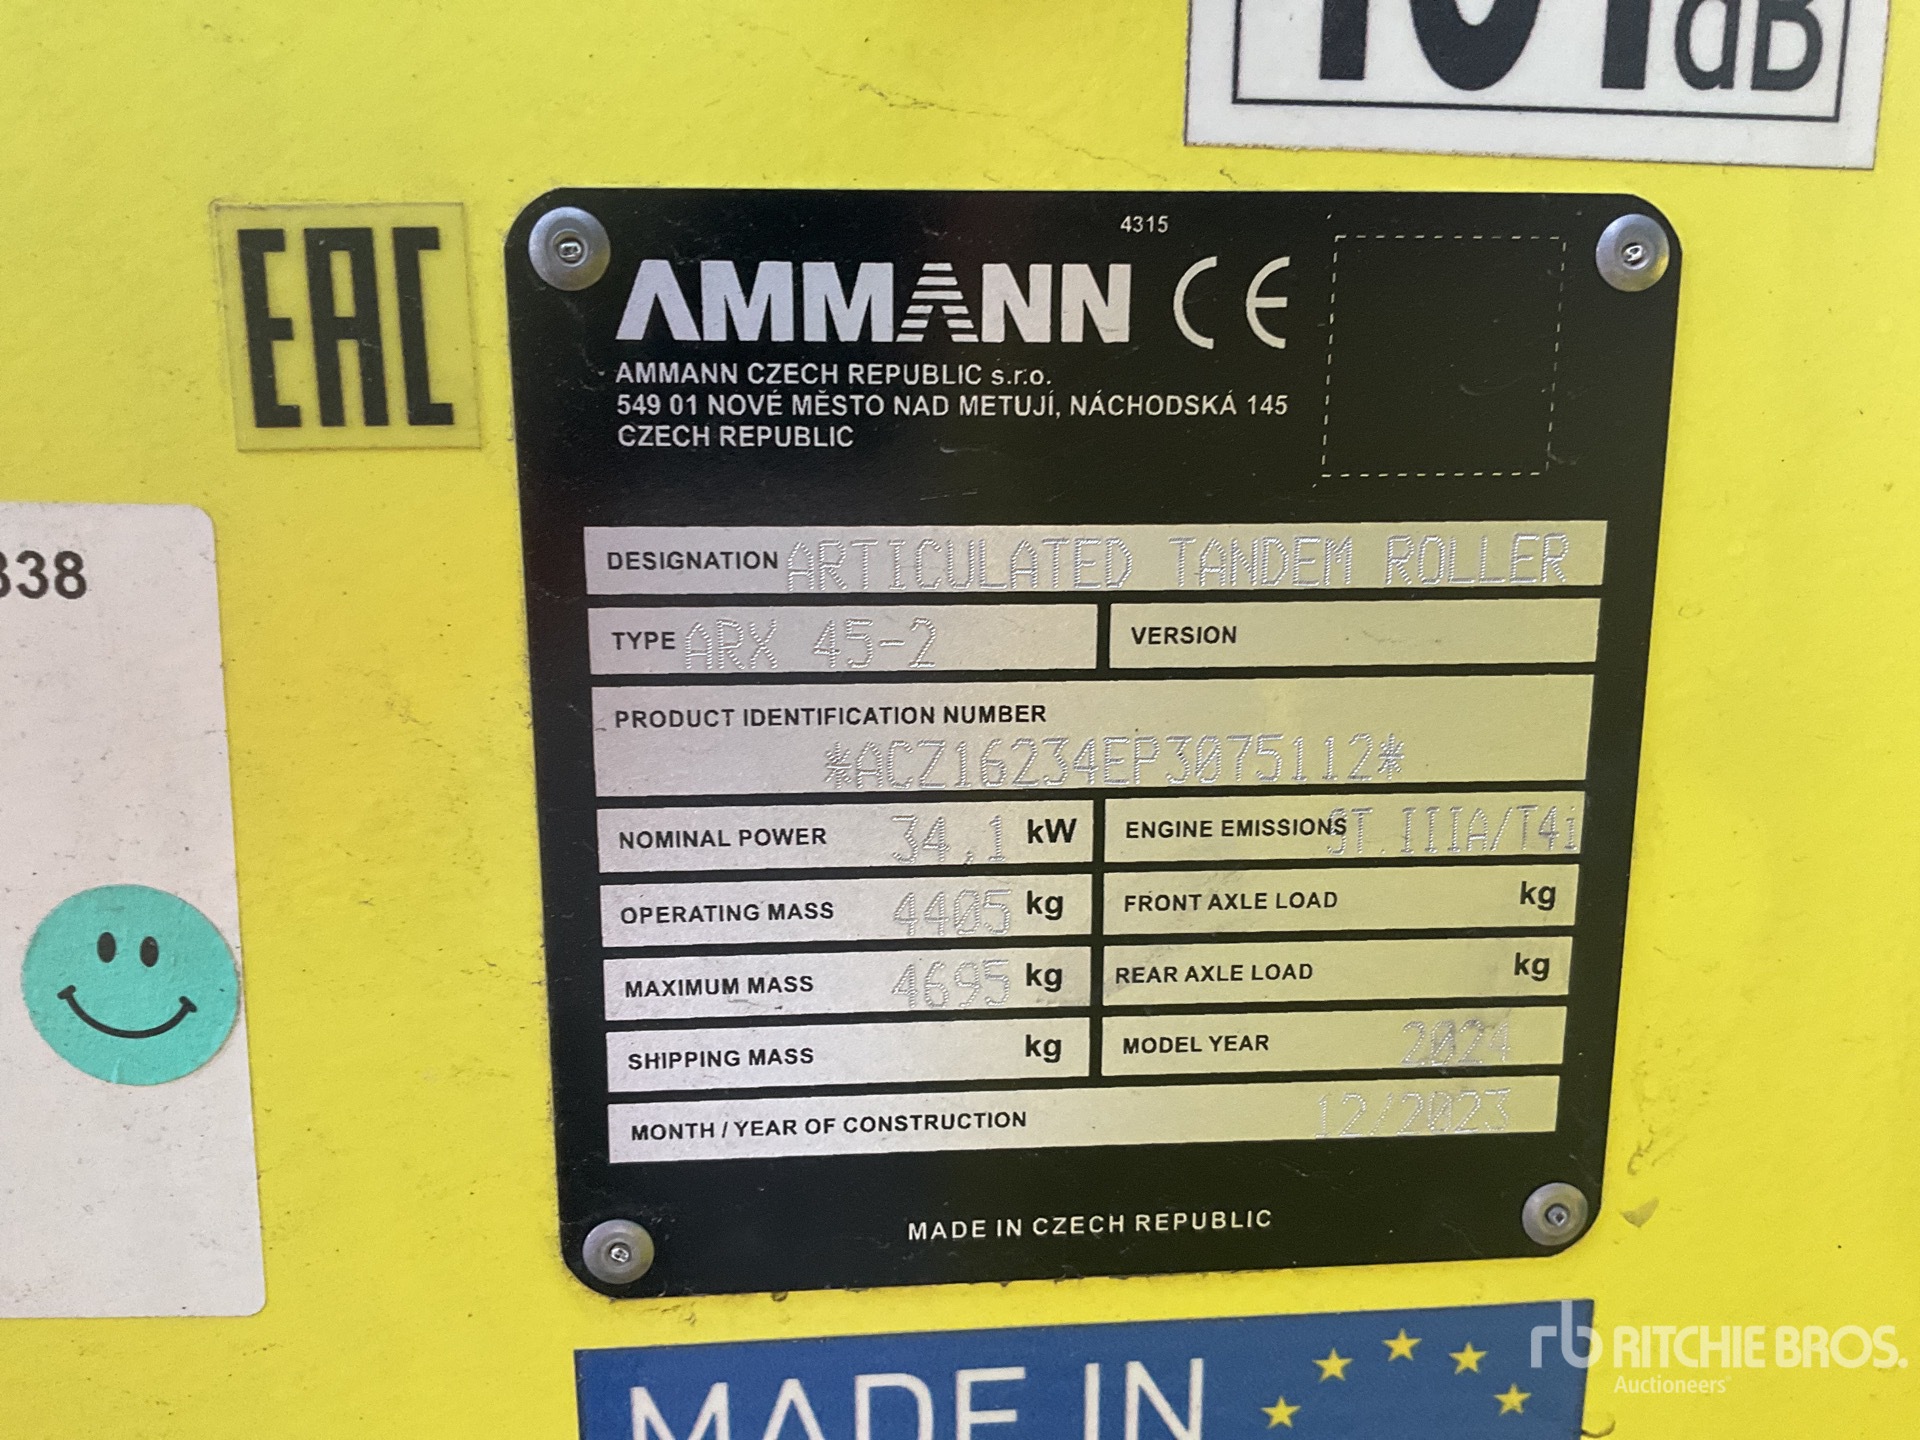 101dB
EAC
338
4315
AMMANN CE
AMMANN CZECH REPUBLIC s.r.o.
549 01 NOVÉ MĚSTO NAD METUJÍ, NÁCHODSKÁ 145
CZECH REPUBLIC
DESIGNATION ARTICULATED TANDEM ROLLER
TYPE ARX 45-2
VERSION
PRODUCT IDENTIFICATION NUMBER
*ACZ16234EP3075112*
NOMINAL POWER 34,1 kW
ENGINE EMISSIONS ST.IIIA/T4i
OPERATING MASS 4405 kg
FRONT AXLE LOAD kg
MAXIMUM MASS 4695 kg
REAR AXLE LOAD kg
SHIPPING MASS kg
MODEL YEAR 2024
MONTH / YEAR OF CONSTRUCTION 12/2023
MADE IN CZECH REPUBLIC
MADE IN
rb RITCHIE BROS.
Auctioneers